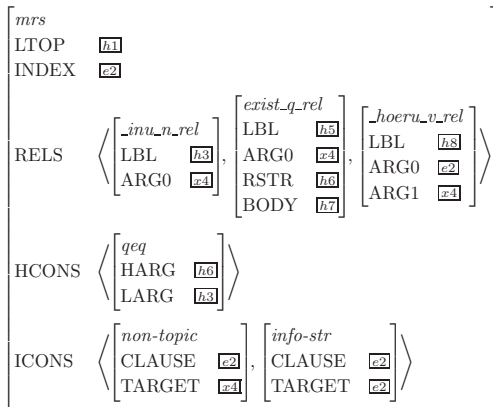 mrs
LTOP h1
INDEX e2
RELS ⟨ [ _inu_n_rel LBL h3 ARG0 x4 ], [ exist_q_rel LBL h5 ARG0 x4 RSTR h6 BODY h7 ], [ _hoeru_v_rel LBL h8 ARG0 e2 ARG1 x4 ] ⟩
HCONS ⟨ [ qeq HARG h6 LARG h3 ] ⟩
ICONS ⟨ [ non-topic CLAUSE e2 TARGET x4 ], [ info-str CLAUSE e2 TARGET e2 ] ⟩